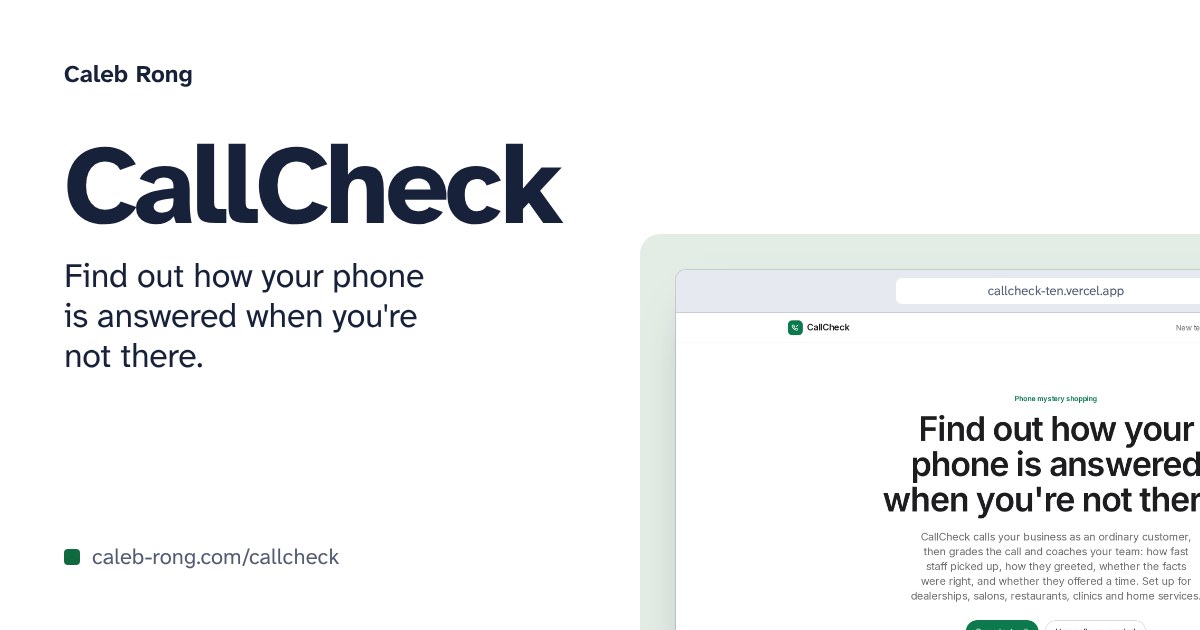 Caleb Rong
CallCheck
Find out how your phone
is answered when you're
not there.
caleb-rong.com/callcheck
callcheck-ten.vercel.app
CallCheck
New te
Phone mystery shopping
Find out how your
phone is answered
when you're not ther
CallCheck calls your business as an ordinary customer,
then grades the call and coaches your team: how fast
staff picked up, how they greeted, whether the facts
were right, and whether they offered a time. Set up for
dealerships, salons, restaurants, clinics and home services.